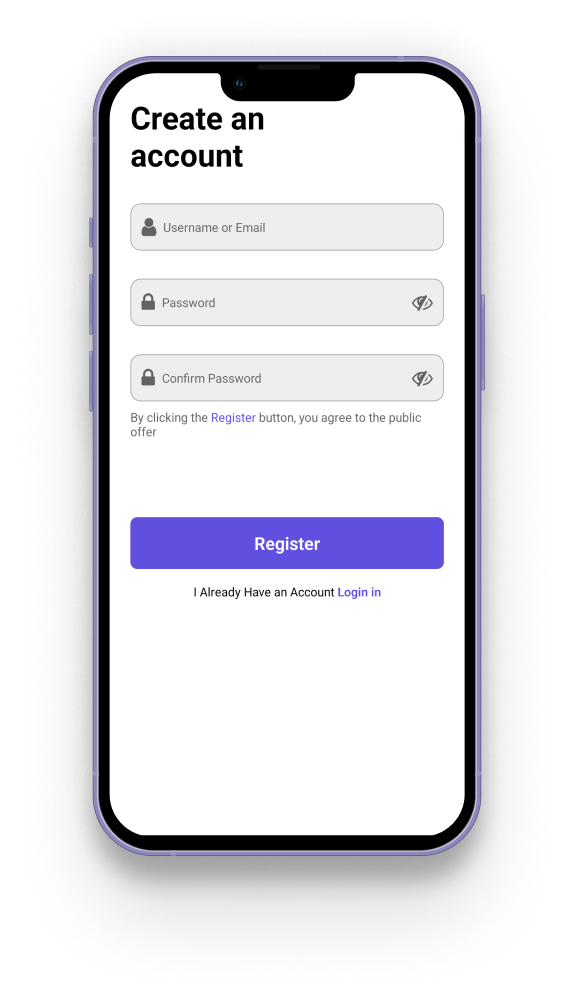 Create an
account
Username or Email
Password
Confirm Password
By clicking the Register button, you agree to the public
offer
Register
I Already Have an Account Login in